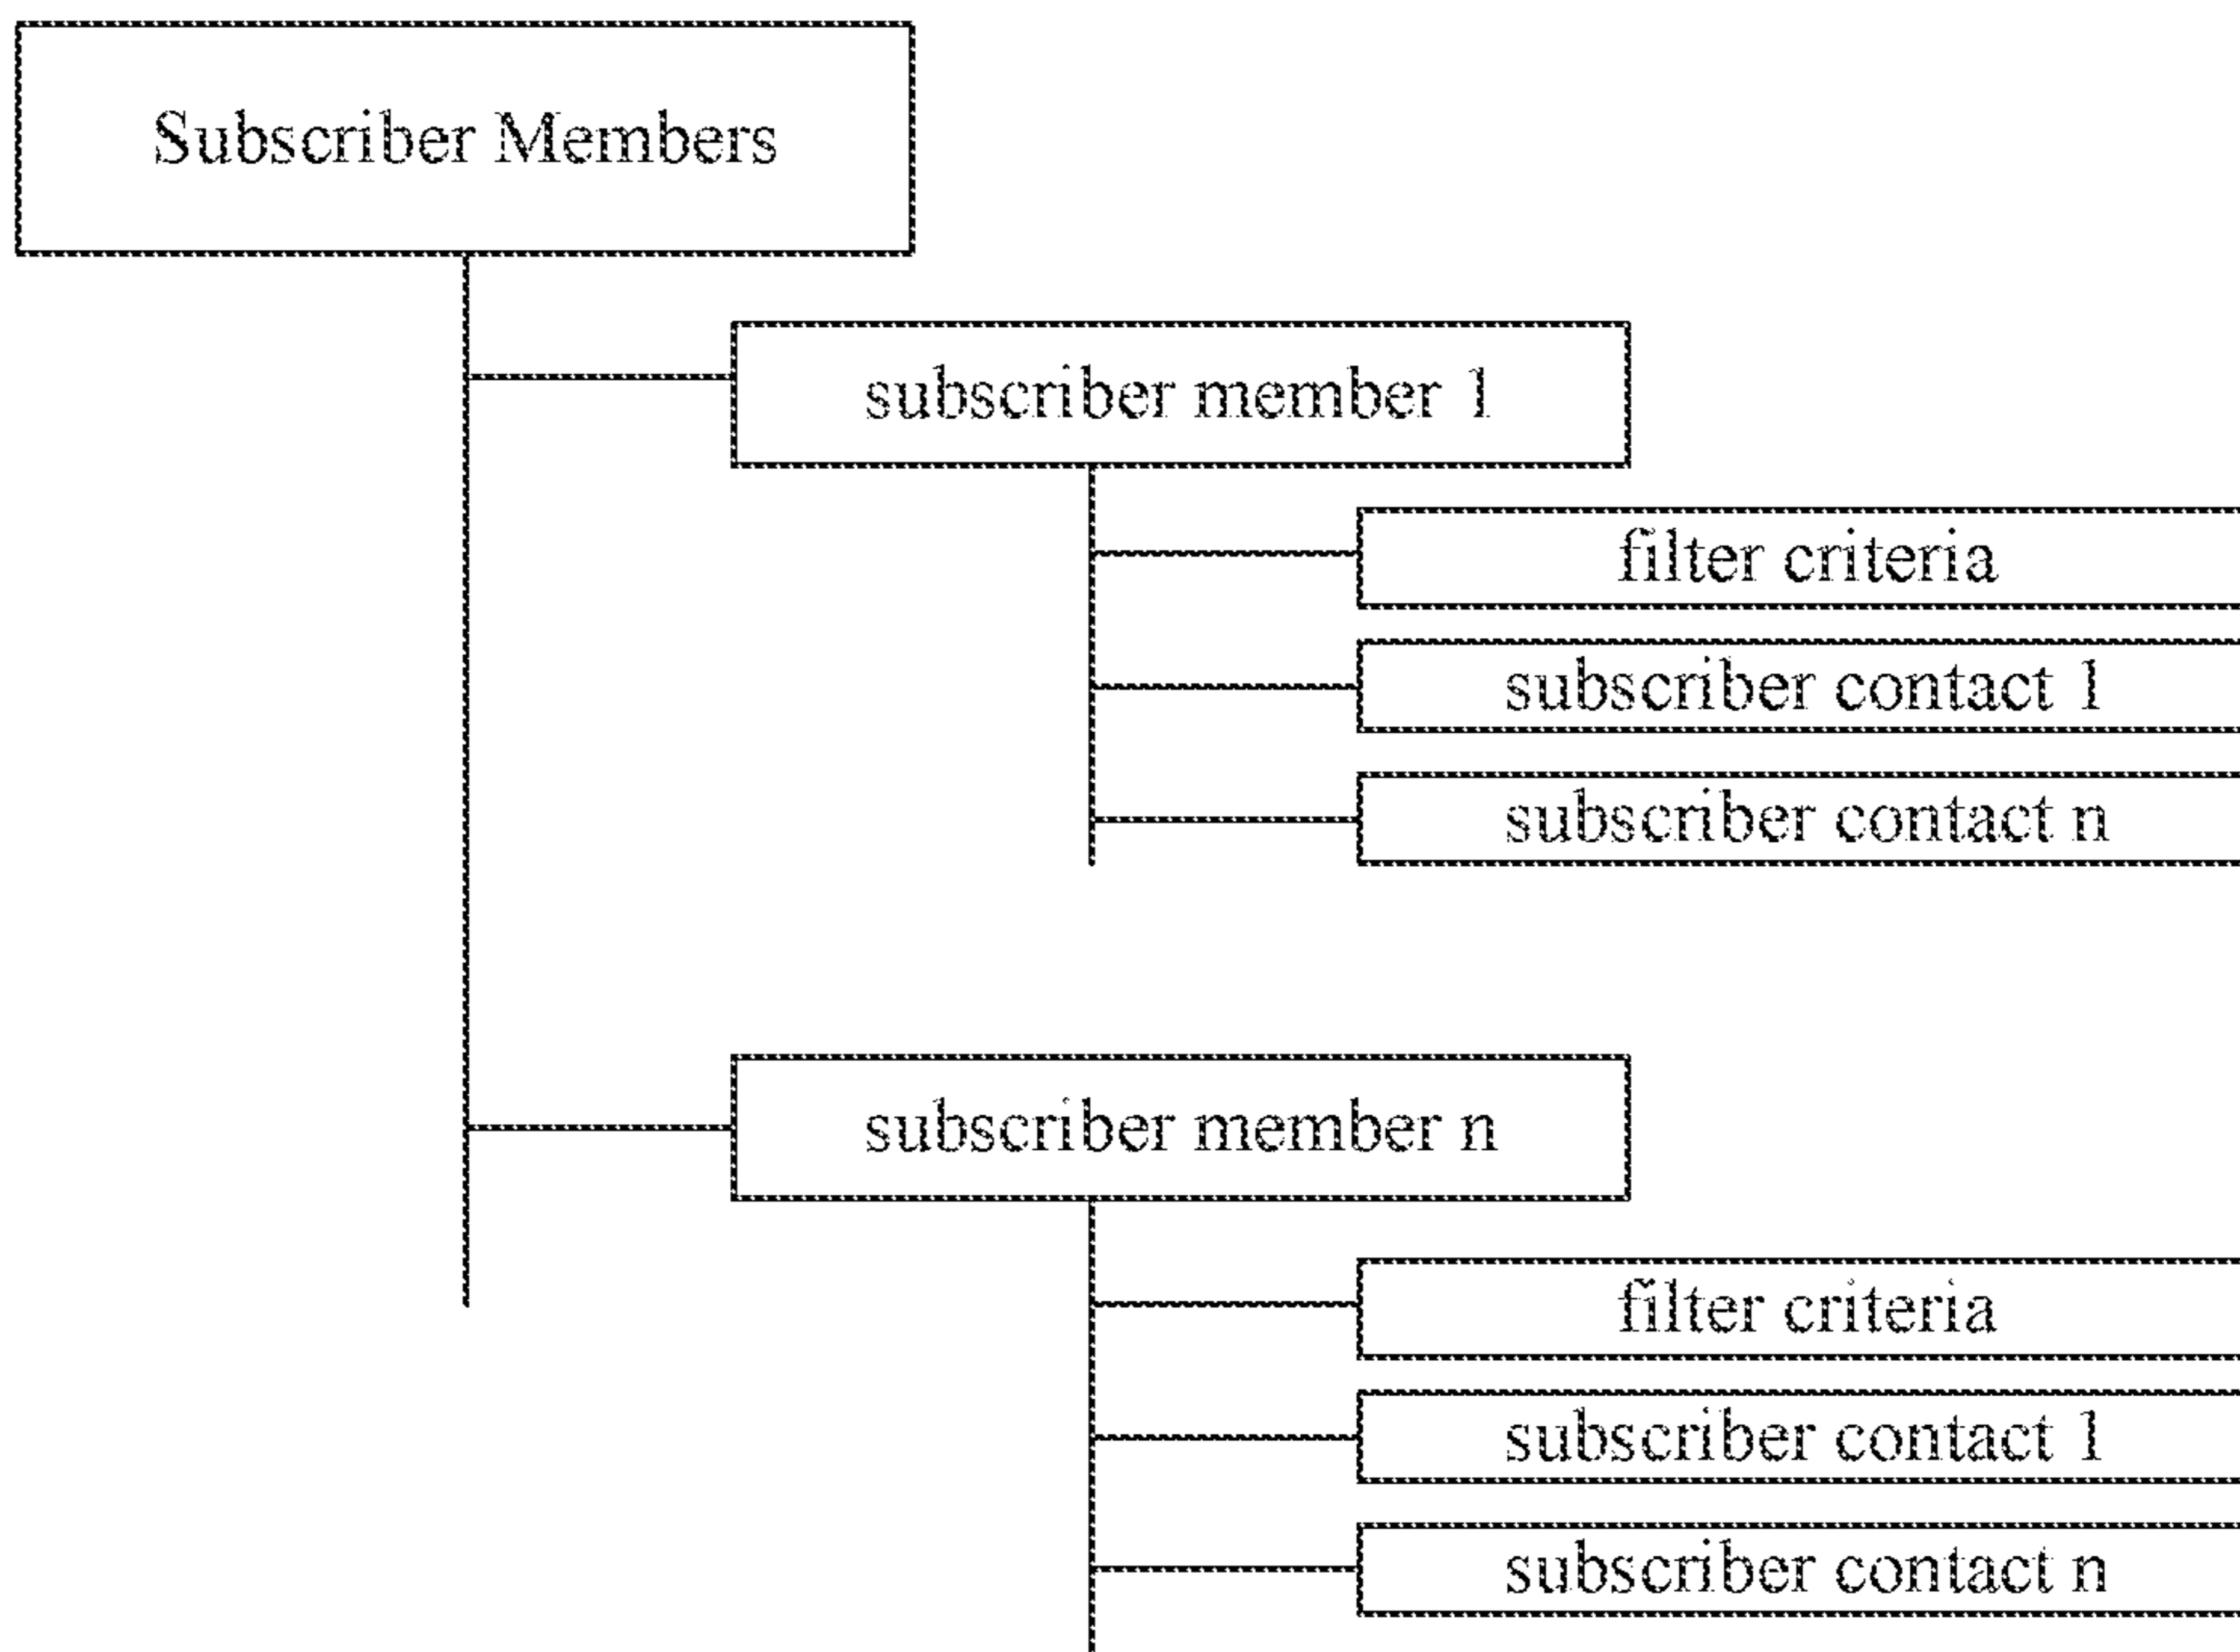 Subscriber Members
subscriber member 1
filter criteria
subscriber contact 1
subscriber contact n
subscriber member n
filter criteria
subscriber contact 1
subscriber contact n